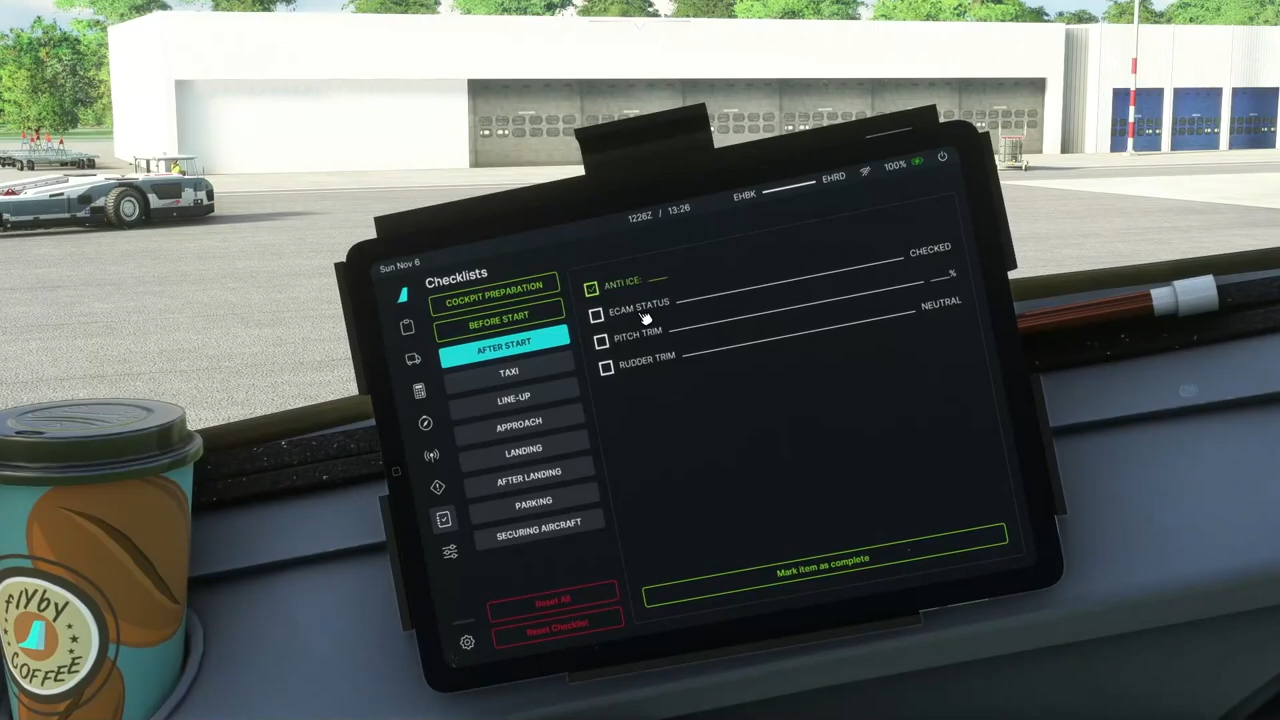 Sun Nov 6
1226Z / 13:26
EHBK
EHRD
100%
Checklists
COCKPIT PREPARATION
BEFORE START
AFTER START
TAXI
LINE-UP
APPROACH
LANDING
AFTER LANDING
PARKING
SECURING AIRCRAFT
Reset All
Reset Checklist
ANTI ICE: ___
ECAM STATUS CHECKED
PITCH TRIM ___%
RUDDER TRIM NEUTRAL
Mark item as complete
flyby
COFFEE